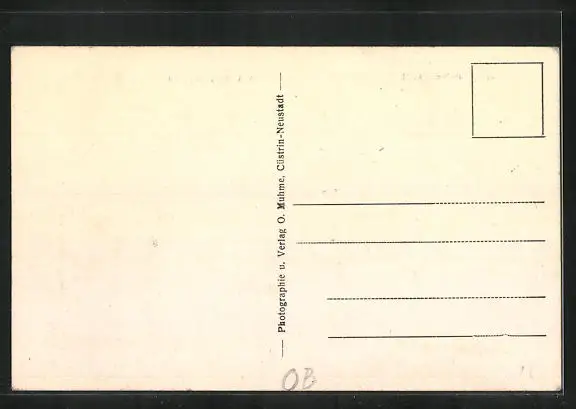 — Photographie u. Verlag O. Muhme, Cüstrin-Neustadt —
OB